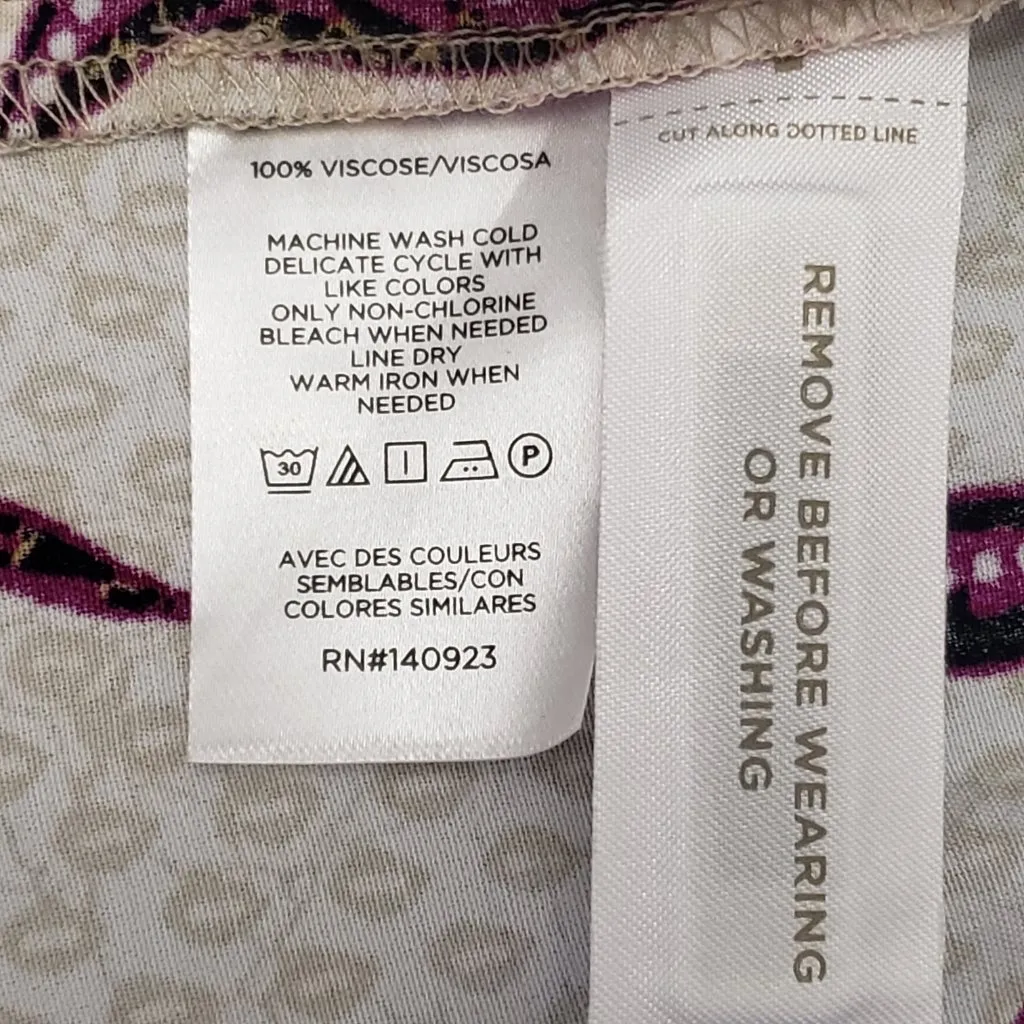 100% VISCOSE/VISCOSA
MACHINE WASH COLD
DELICATE CYCLE WITH
LIKE COLORS
ONLY NON-CHLORINE
BLEACH WHEN NEEDED
LINE DRY
WARM IRON WHEN
NEEDED
30
P
AVEC DES COULEURS
SEMBLABLES/CON
COLORES SIMILARES
RN#140923
CUT ALONG DOTTED LINE
REMOVE BEFORE WEARING
OR WASHING